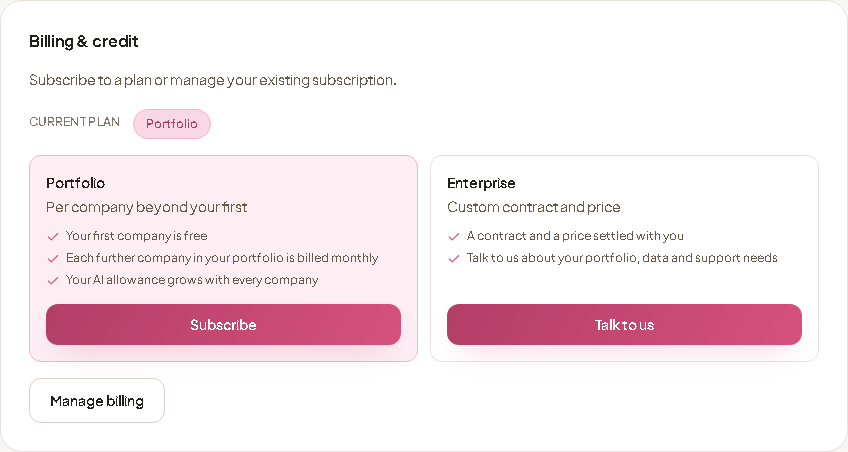 Billing & credit
Subscribe to a plan or manage your existing subscription.
CURRENT PLAN Portfolio
Portfolio
Per company beyond your first
Your first company is free
Each further company in your portfolio is billed monthly
Your AI allowance grows with every company
Subscribe
Enterprise
Custom contract and price
A contract and a price settled with you
Talk to us about your portfolio, data and support needs
Talk to us
Manage billing